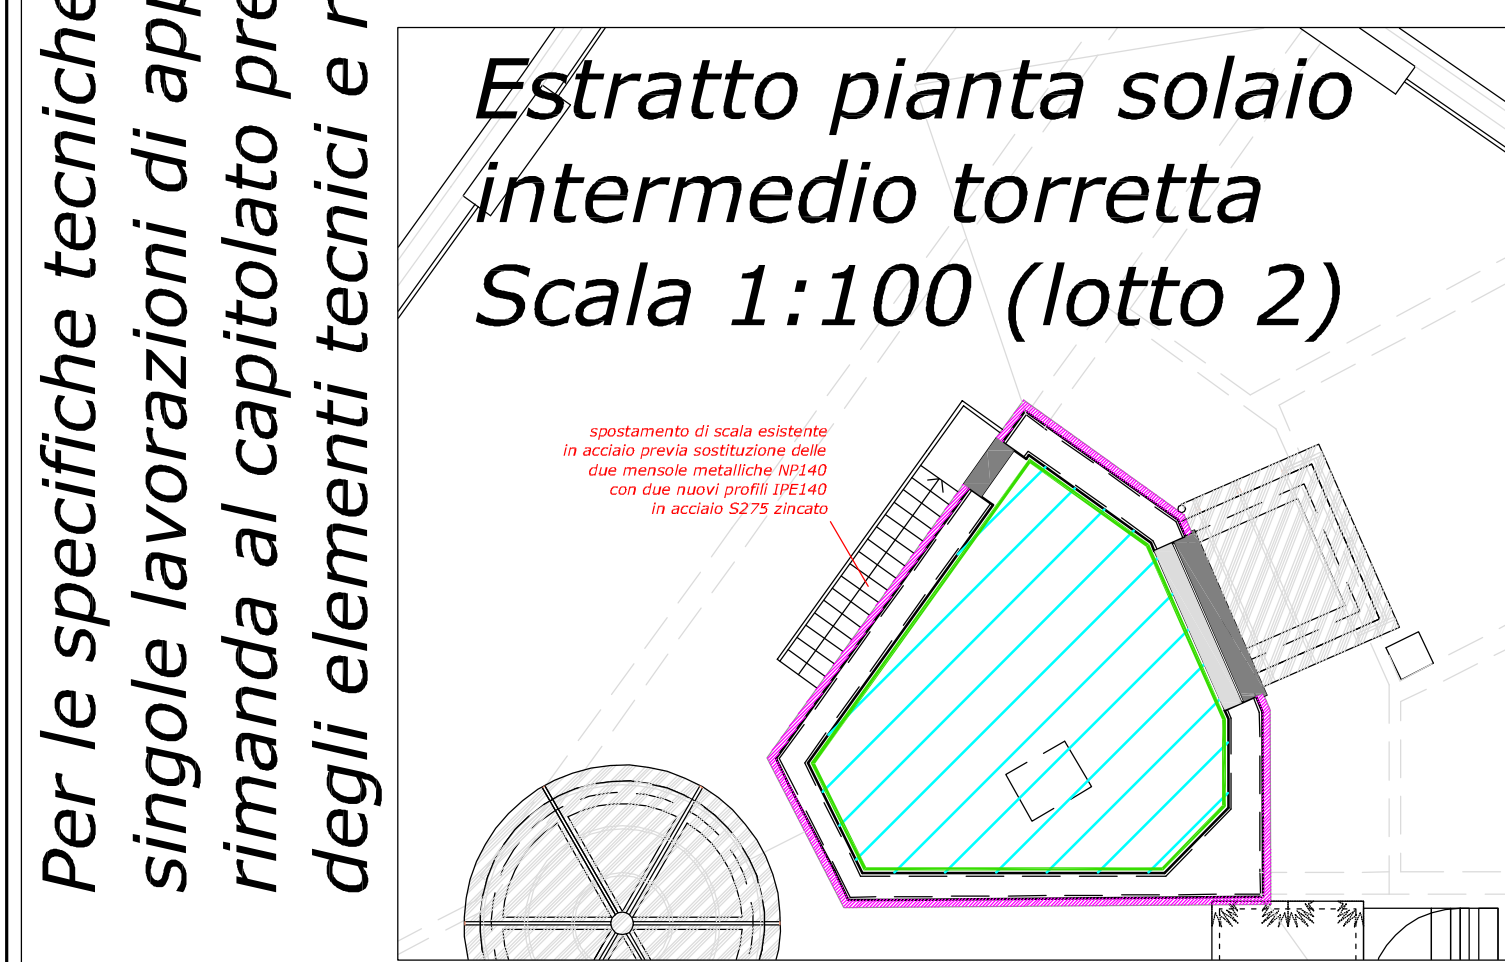 Per le specifiche tecniche
singole lavorazioni di app
rimanda al capitolato pre
degli elementi tecnici e r
Estratto pianta solaio
intermedio torretta
Scala 1:100 (lotto 2)
spostamento di scala esistente
in acciaio previa sostituzione delle
due mensole metalliche NP140
con due nuovi profili IPE140
in acciaio S275 zincato